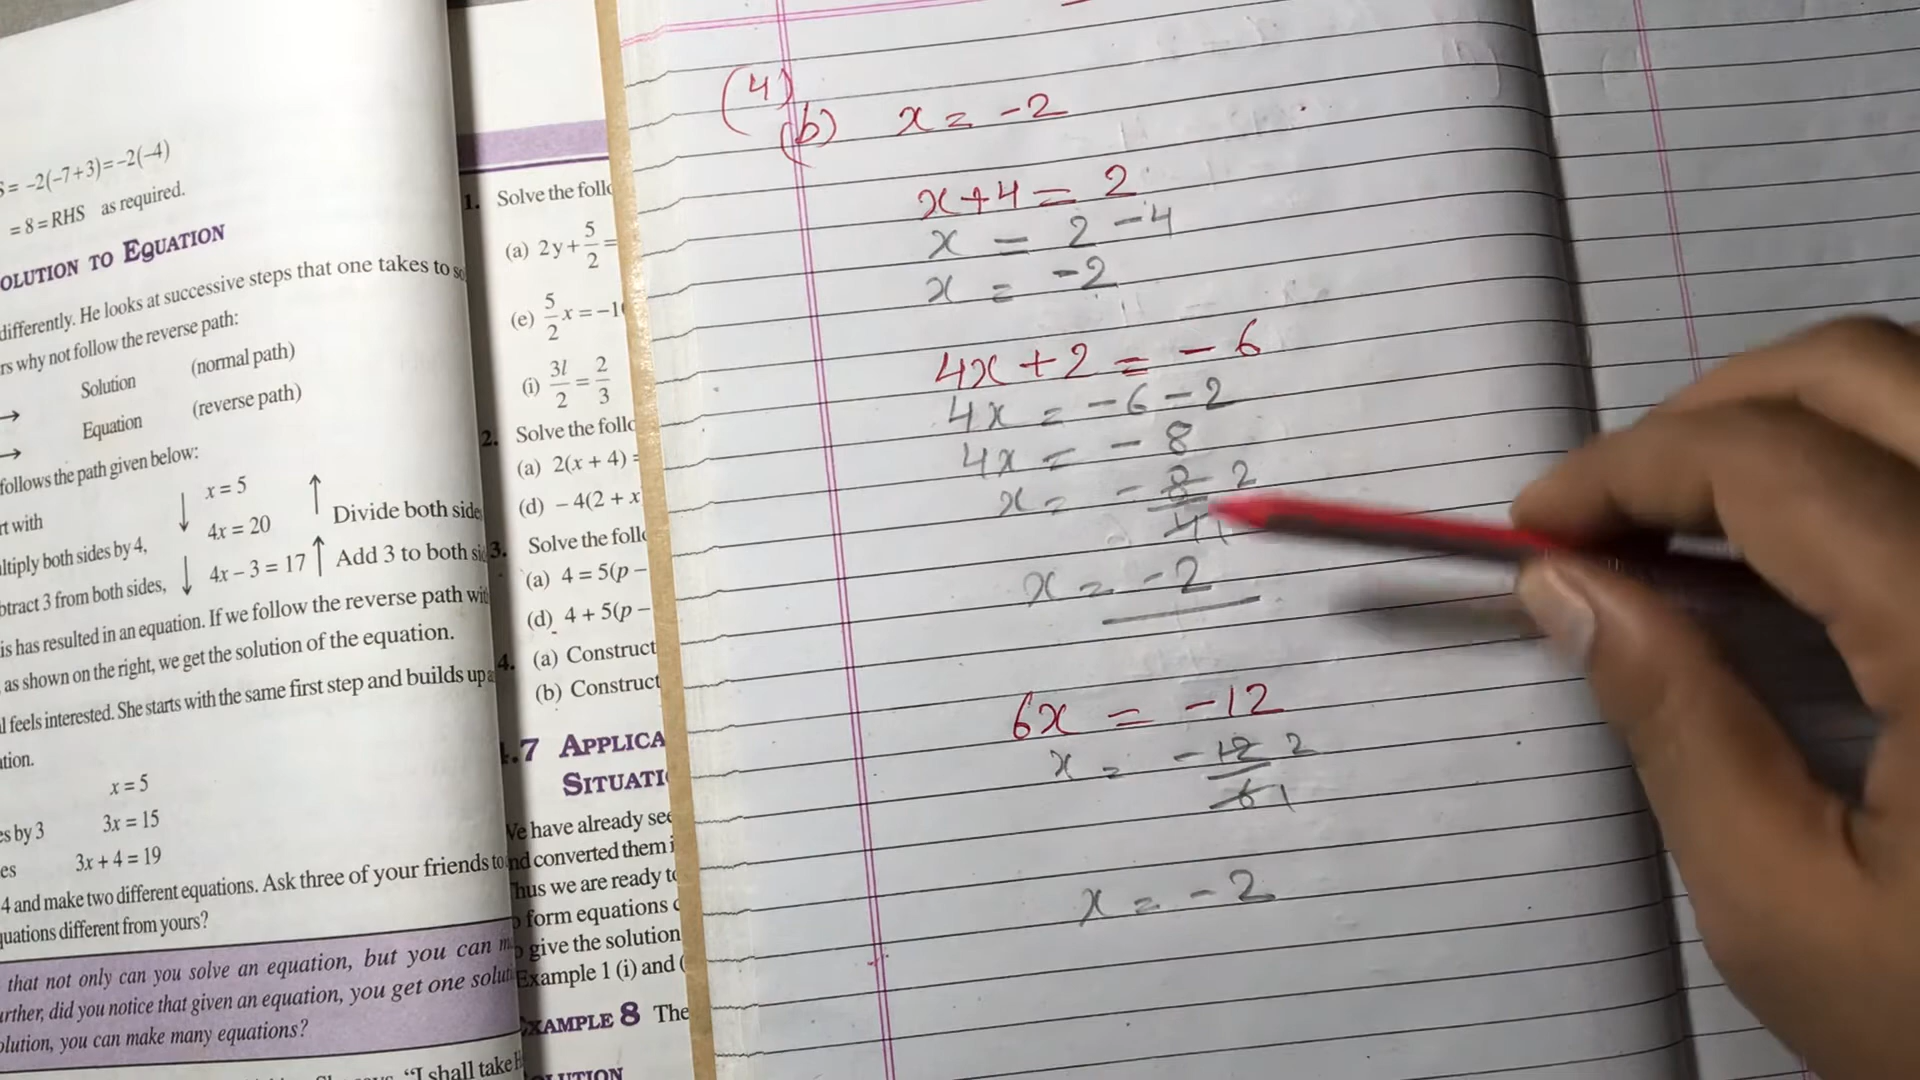 = -2(-7+3)=-2(-4)
= 8 = RHS as required.
OLUTION TO EQUATION
differently. He looks at successive steps that one takes to so
rs why not follow the reverse path:
→ Solution (normal path)
→ Equation (reverse path)
follows the path given below:
rt with ↓ x = 5 ↑ Divide both side
ltiply both sides by 4, 4x = 20
btract 3 from both sides, ↓ 4x – 3 = 17 ↑ Add 3 to both si
is has resulted in an equation. If we follow the reverse path wit
as shown on the right, we get the solution of the equation.
l feels interested. She starts with the same first step and builds up a
tion.
x = 5
es by 3 3x = 15
es 3x + 4 = 19
4 and make two different equations. Ask three of your friends to
quations different from yours?
that not only can you solve an equation, but you can m
urther, did you notice that given an equation, you get one solut
olution, you can make many equations?
"I shall take
1. Solve the follo
(a) 2y + 5/2 =
(e) 5/2 x = –1
(i) 3l/2 = 2/3
2. Solve the follo
(a) 2(x + 4) =
(d) – 4(2 + x
3. Solve the follo
(a) 4 = 5(p –
(d) 4 + 5(p –
4. (a) Construct
(b) Construct
.7 APPLICA
SITUATI
We have already see
nd converted them i
Thus we are ready to
o form equations
o give the solution
Example 1 (i) and (
EXAMPLE 8 The
OLUTION
(4)
(b) x = -2
x+4 = 2
x = 2 -4
x = -2
4x + 2 = - 6
4x = -6 - 2
4x = - 8
x = - 8 2 / 4 1
x = -2
6x = -12
x = - 12 2 / 6 1
x = - 2